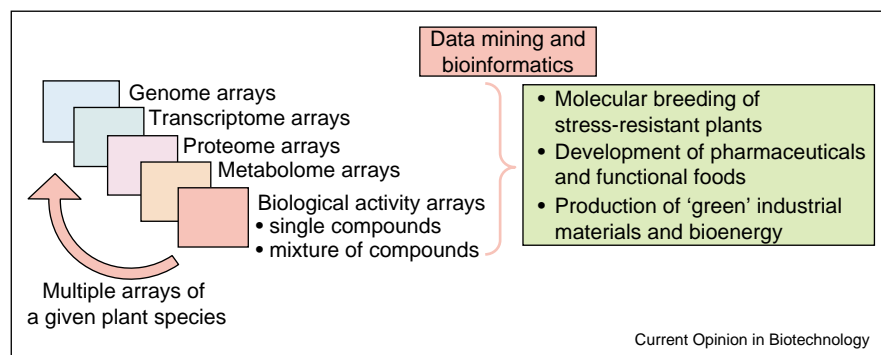 Data mining and
bioinformatics
Genome arrays
Transcriptome arrays
Proteome arrays
Metabolome arrays
Biological activity arrays
• single compounds
• mixture of compounds
Multiple arrays of
a given plant species
• Molecular breeding of
stress-resistant plants
• Development of pharmaceuticals
and functional foods
• Production of ‘green’ industrial
materials and bioenergy
Current Opinion in Biotechnology